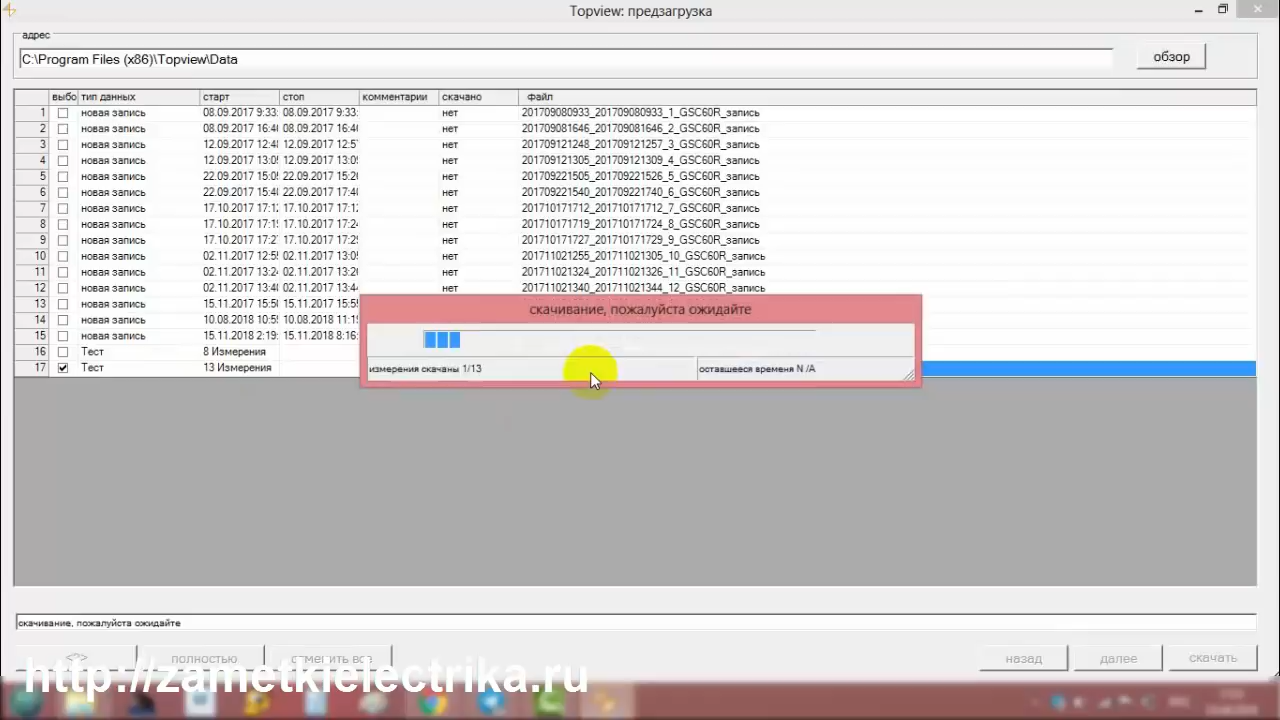 Topview: предзагрузка
адрес
C:\Program Files (x86)\Topview\Data
обзор
выбо тип данных старт стоп комментарии скачано файл
1 новая запись 08.09.2017 9:33: 08.09.2017 9:33: нет 201709080933_201709080933_1_GSC60R_запись
2 новая запись 08.09.2017 16:4 08.09.2017 16:4 нет 201709081646_201709081646_2_GSC60R_запись
3 новая запись 12.09.2017 12:4 12.09.2017 12:5 нет 201709121248_201709121257_3_GSC60R_запись
4 новая запись 12.09.2017 13:0 12.09.2017 13:0 нет 201709121305_201709121309_4_GSC60R_запись
5 новая запись 22.09.2017 15:0 22.09.2017 15:2 нет 201709221505_201709221526_5_GSC60R_запись
6 новая запись 22.09.2017 15:4 22.09.2017 17:4 нет 201709221540_201709221740_6_GSC60R_запись
7 новая запись 17.10.2017 17:1 17.10.2017 17:1 нет 201710171712_201710171712_7_GSC60R_запись
8 новая запись 17.10.2017 17:1 17.10.2017 17:2 нет 201710171719_201710171724_8_GSC60R_запись
9 новая запись 17.10.2017 17:2 17.10.2017 17:2 нет 201710171727_201710171729_9_GSC60R_запись
10 новая запись 02.11.2017 12:5 02.11.2017 13:0 нет 201711021255_201711021305_10_GSC60R_запись
11 новая запись 02.11.2017 13:2 02.11.2017 13:2 нет 201711021324_201711021326_11_GSC60R_запись
12 новая запись 02.11.2017 13:4 02.11.2017 13:4 нет 201711021340_201711021344_12_GSC60R_запись
13 новая запись 15.11.2017 15:5 15.11.2017 15:5
14 новая запись 10.08.2018 10:5 10.08.2018 11:1
15 новая запись 15.11.2018 2:19: 15.11.2018 8:16:
16 Тест 8 Измерения
17 Тест 13 Измерения
скачивание, пожалуйста ожидайте
измерения скачаны 1/13 оставшееся временя N /A
скачивание, пожалуйста ожидайте
<?> полностью отменить все назад далее скачать
http://zametkielectrika.ru